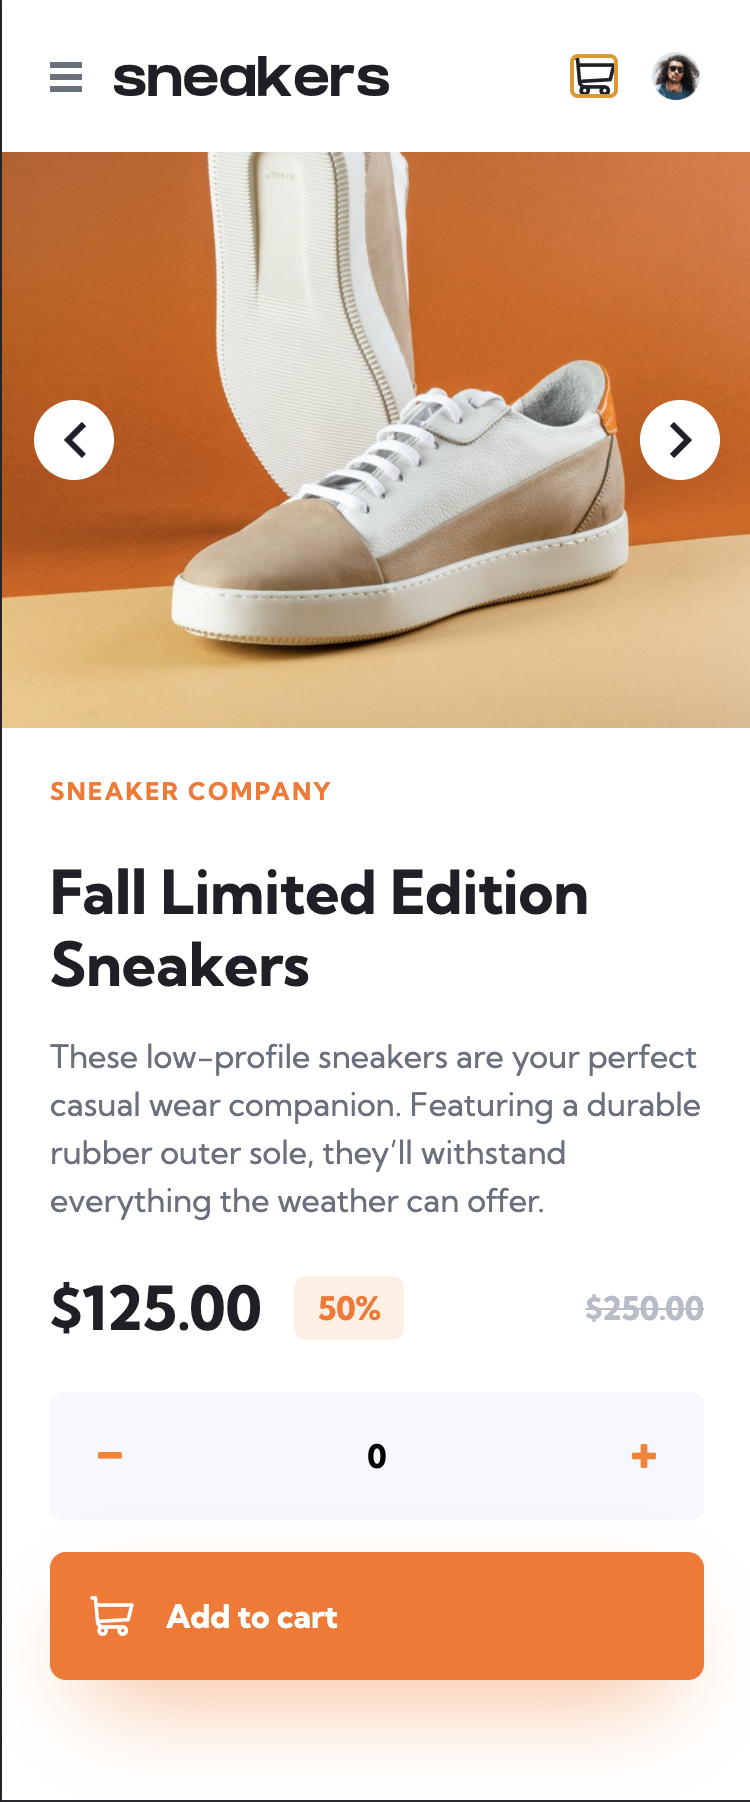 sneakers
SNEAKER COMPANY
Fall Limited Edition
Sneakers
These low-profile sneakers are your perfect
casual wear companion. Featuring a durable
rubber outer sole, they’ll withstand
everything the weather can offer.
$125.00 50% $250.00
0
Add to cart